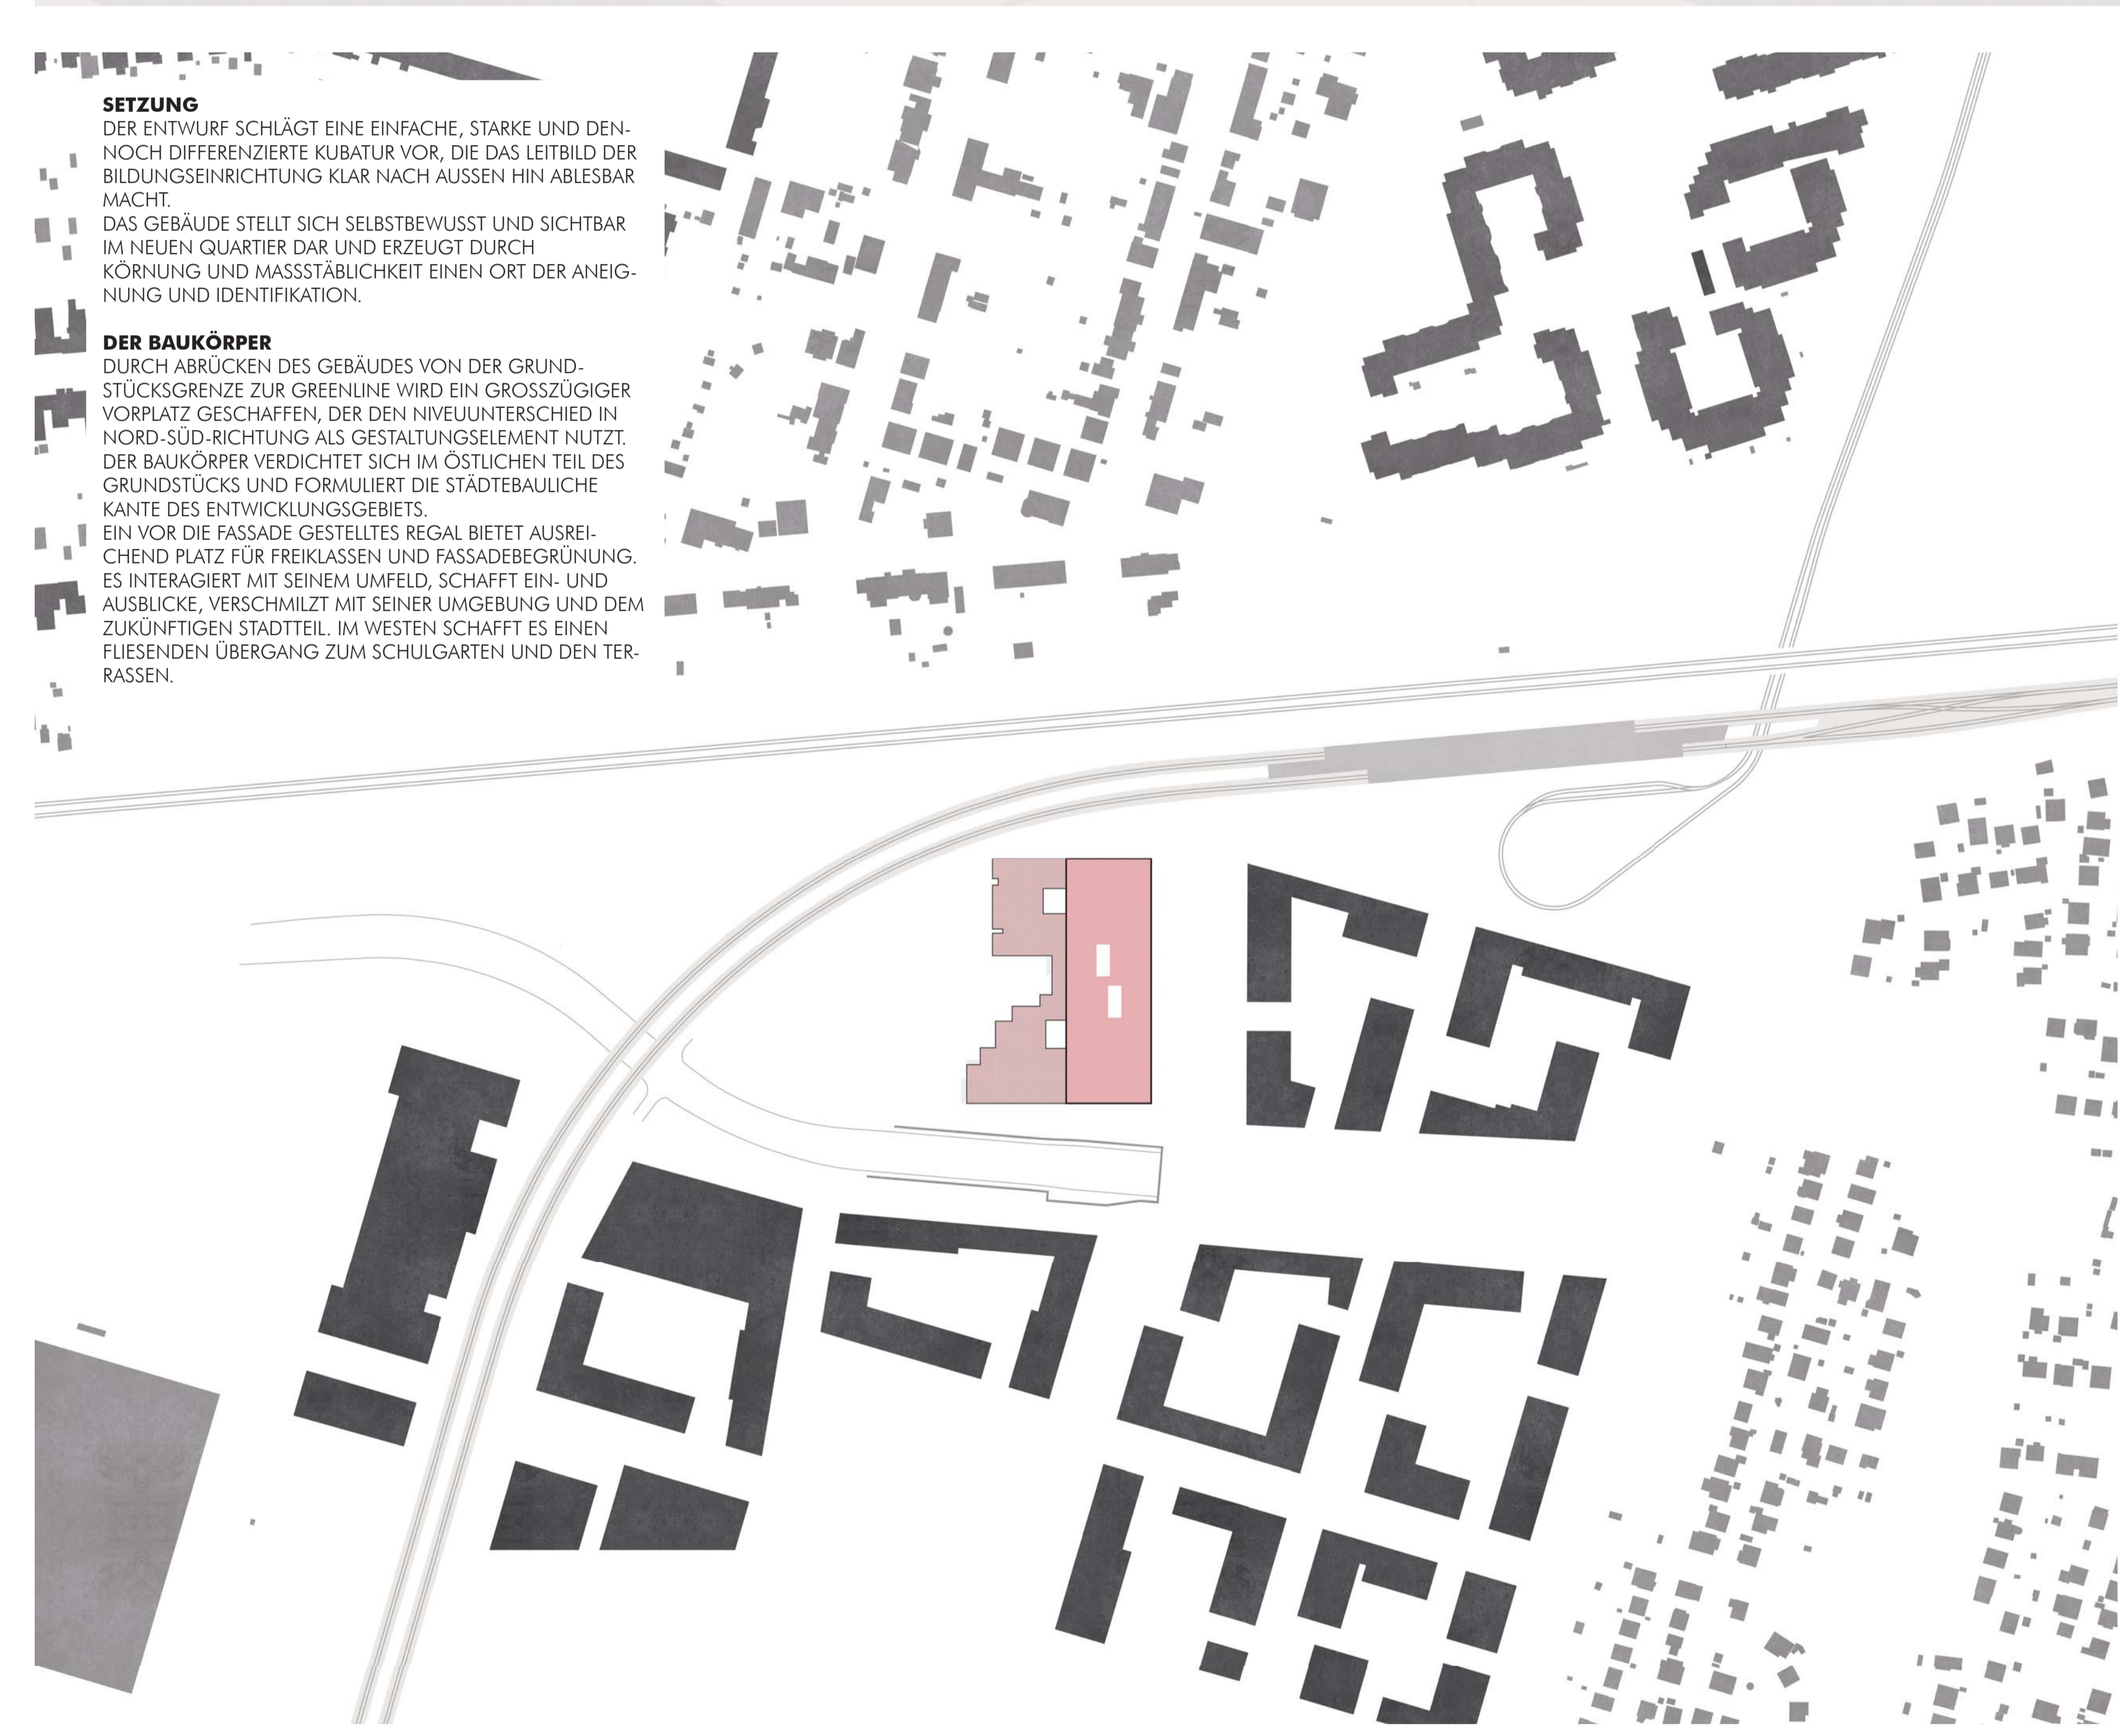 SETZUNG
DER ENTWURF SCHLÄGT EINE EINFACHE, STARKE UND DEN-
NOCH DIFFERENZIERTE KUBATUR VOR, DIE DAS LEITBILD DER
BILDUNGSEINRICHTUNG KLAR NACH AUSSEN HIN ABLESBAR
MACHT.
DAS GEBÄUDE STELLT SICH SELBSTBEWUSST UND SICHTBAR
IM NEUEN QUARTIER DAR UND ERZEUGT DURCH
KÖRNUNG UND MASSSTÄBLICHKEIT EINEN ORT DER ANEIG-
NUNG UND IDENTIFIKATION.
DER BAUKÖRPER
DURCH ABRÜCKEN DES GEBÄUDES VON DER GRUND-
STÜCKSGRENZE ZUR GREENLINE WIRD EIN GROSSZÜGIGER
VORPLATZ GESCHAFFEN, DER DEN NIVEUUNTERSCHIED IN
NORD-SÜD-RICHTUNG ALS GESTALTUNGSELEMENT NUTZT.
DER BAUKÖRPER VERDICHTET SICH IM ÖSTLICHEN TEIL DES
GRUNDSTÜCKS UND FORMULIERT DIE STÄDTEBAULICHE
KANTE DES ENTWICKLUNGSGEBIETS.
EIN VOR DIE FASSADE GESTELLTES REGAL BIETET AUSREI-
CHEND PLATZ FÜR FREIKLASSEN UND FASSADEBEGRÜNUNG.
ES INTERAGIERT MIT SEINEM UMFELD, SCHAFFT EIN- UND
AUSBLICKE, VERSCHMILZT MIT SEINER UMGEBUNG UND DEM
ZUKÜNFTIGEN STADTTEIL. IM WESTEN SCHAFFT ES EINEN
FLIESENDEN ÜBERGANG ZUM SCHULGARTEN UND DEN TER-
RASSEN.